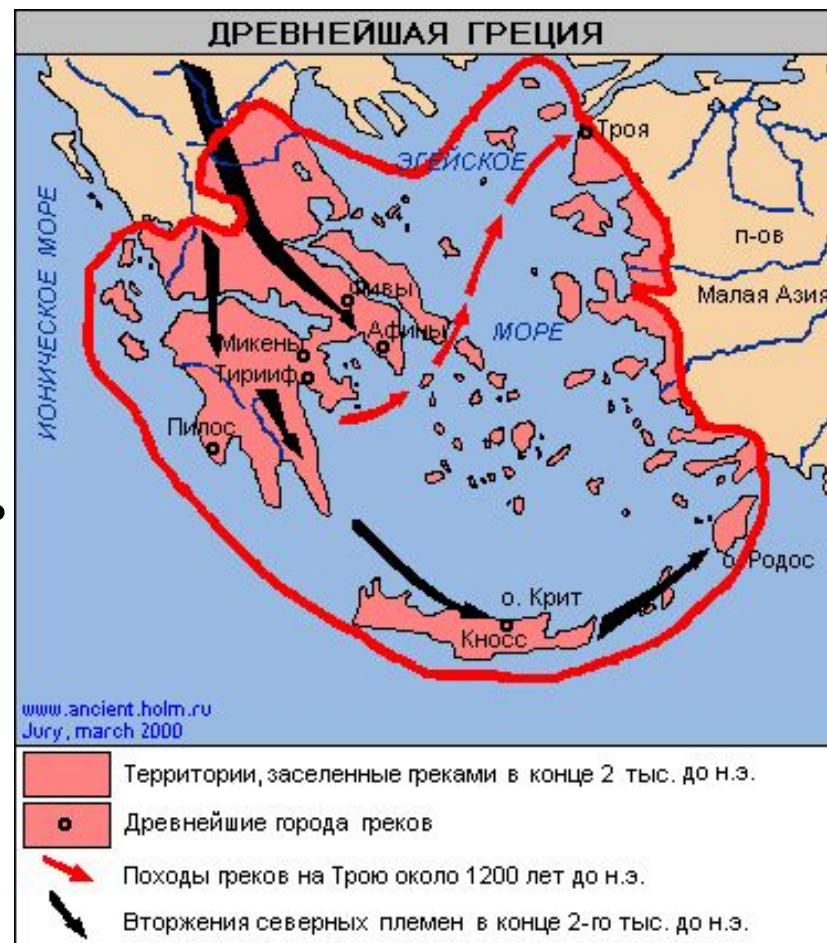 ДРЕВНЕЙШАЯ ГРЕЦИЯ
Троя
ЭГЕЙСКОЕ
п-ов
Малая Азия
ИОНИЧЕСКОЕ МОРЕ
Фивы
Афины
МОРЕ
Микены
Тирииф
Пилос
о. Родос
о. Крит
Кносс
www.ancient.holm.ru
Jury, march 2000
Территории, заселенные греками в конце 2 тыс. до н.э.
Древнейшие города греков
Походы греков на Трою около 1200 лет до н.э.
Вторжения северных племен в конце 2-го тыс. до н.э.